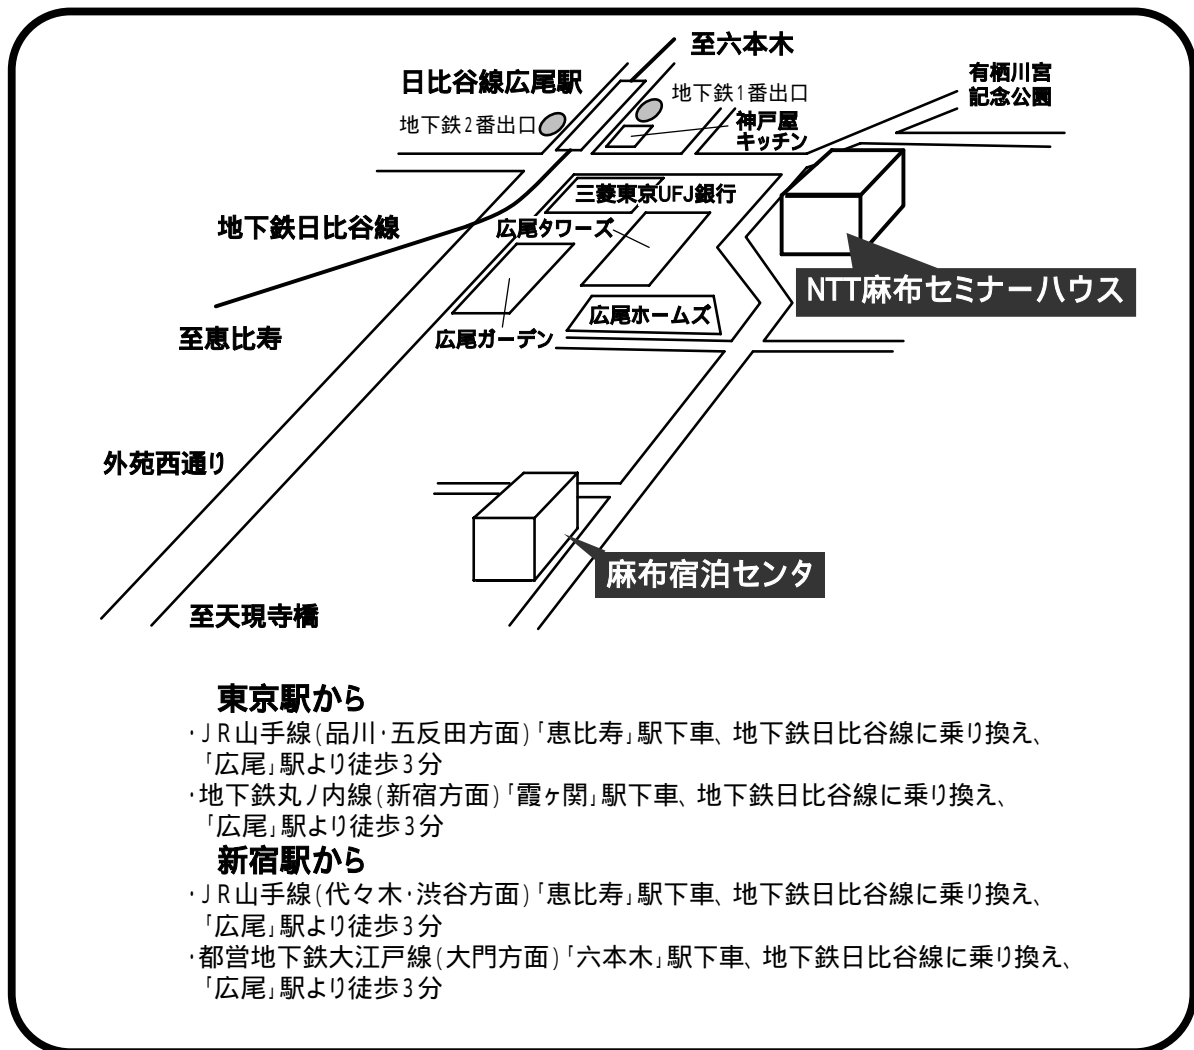 至六本木
有栖川宮
記念公園
日比谷線広尾駅
地下鉄1番出口
地下鉄2番出口
神戸屋
キッチン
三菱東京UFJ銀行
地下鉄日比谷線
広尾タワーズ
NTT麻布セミナーハウス
広尾ホームズ
至恵比寿
広尾ガーデン
外苑西通り
麻布宿泊センタ
至天現寺橋
東京駅から
・JR山手線(品川・五反田方面)「恵比寿」駅下車、地下鉄日比谷線に乗り換え、
「広尾」駅より徒歩3分
・地下鉄丸ノ内線(新宿方面)「霞ヶ関」駅下車、地下鉄日比谷線に乗り換え、
「広尾」駅より徒歩3分
新宿駅から
・JR山手線(代々木・渋谷方面)「恵比寿」駅下車、地下鉄日比谷線に乗り換え、
「広尾」駅より徒歩3分
・都営地下鉄大江戸線(大門方面)「六本木」駅下車、地下鉄日比谷線に乗り換え、
「広尾」駅より徒歩3分